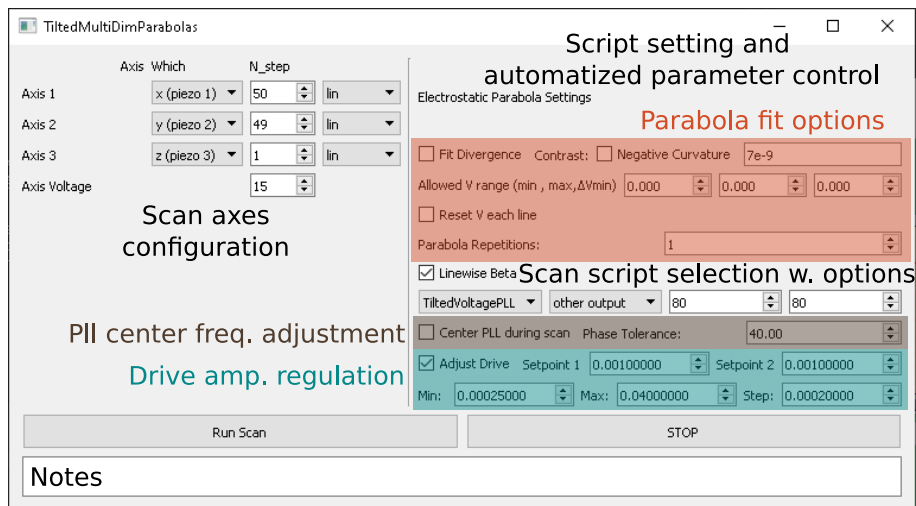 TiltedMultiDimParabolas
Script setting and
automatized parameter control
Axis Which N_step
Axis 1 x (piezo 1) 50 lin
Axis 2 y (piezo 2) 49 lin
Axis 3 z (piezo 3) 1 lin
Axis Voltage 15
Scan axes
configuration
Electrostatic Parabola Settings
Parabola fit options
Fit Divergence Contrast: Negative Curvature 7e-9
Allowed V range (min , max,ΔVmin) 0.000 0.000 0.000
Reset V each line
Parabola Repetitions: 1
Linewise Beta Scan script selection w. options
TiltedVoltagePLL other output 80 80
Pll center freq. adjustment
Center PLL during scan Phase Tolerance: 40.00
Drive amp. regulation
Adjust Drive Setpoint 1 0.00100000 Setpoint 2 0.00100000
Min: 0.00025000 Max: 0.04000000 Step: 0.00020000
Run Scan STOP
Notes